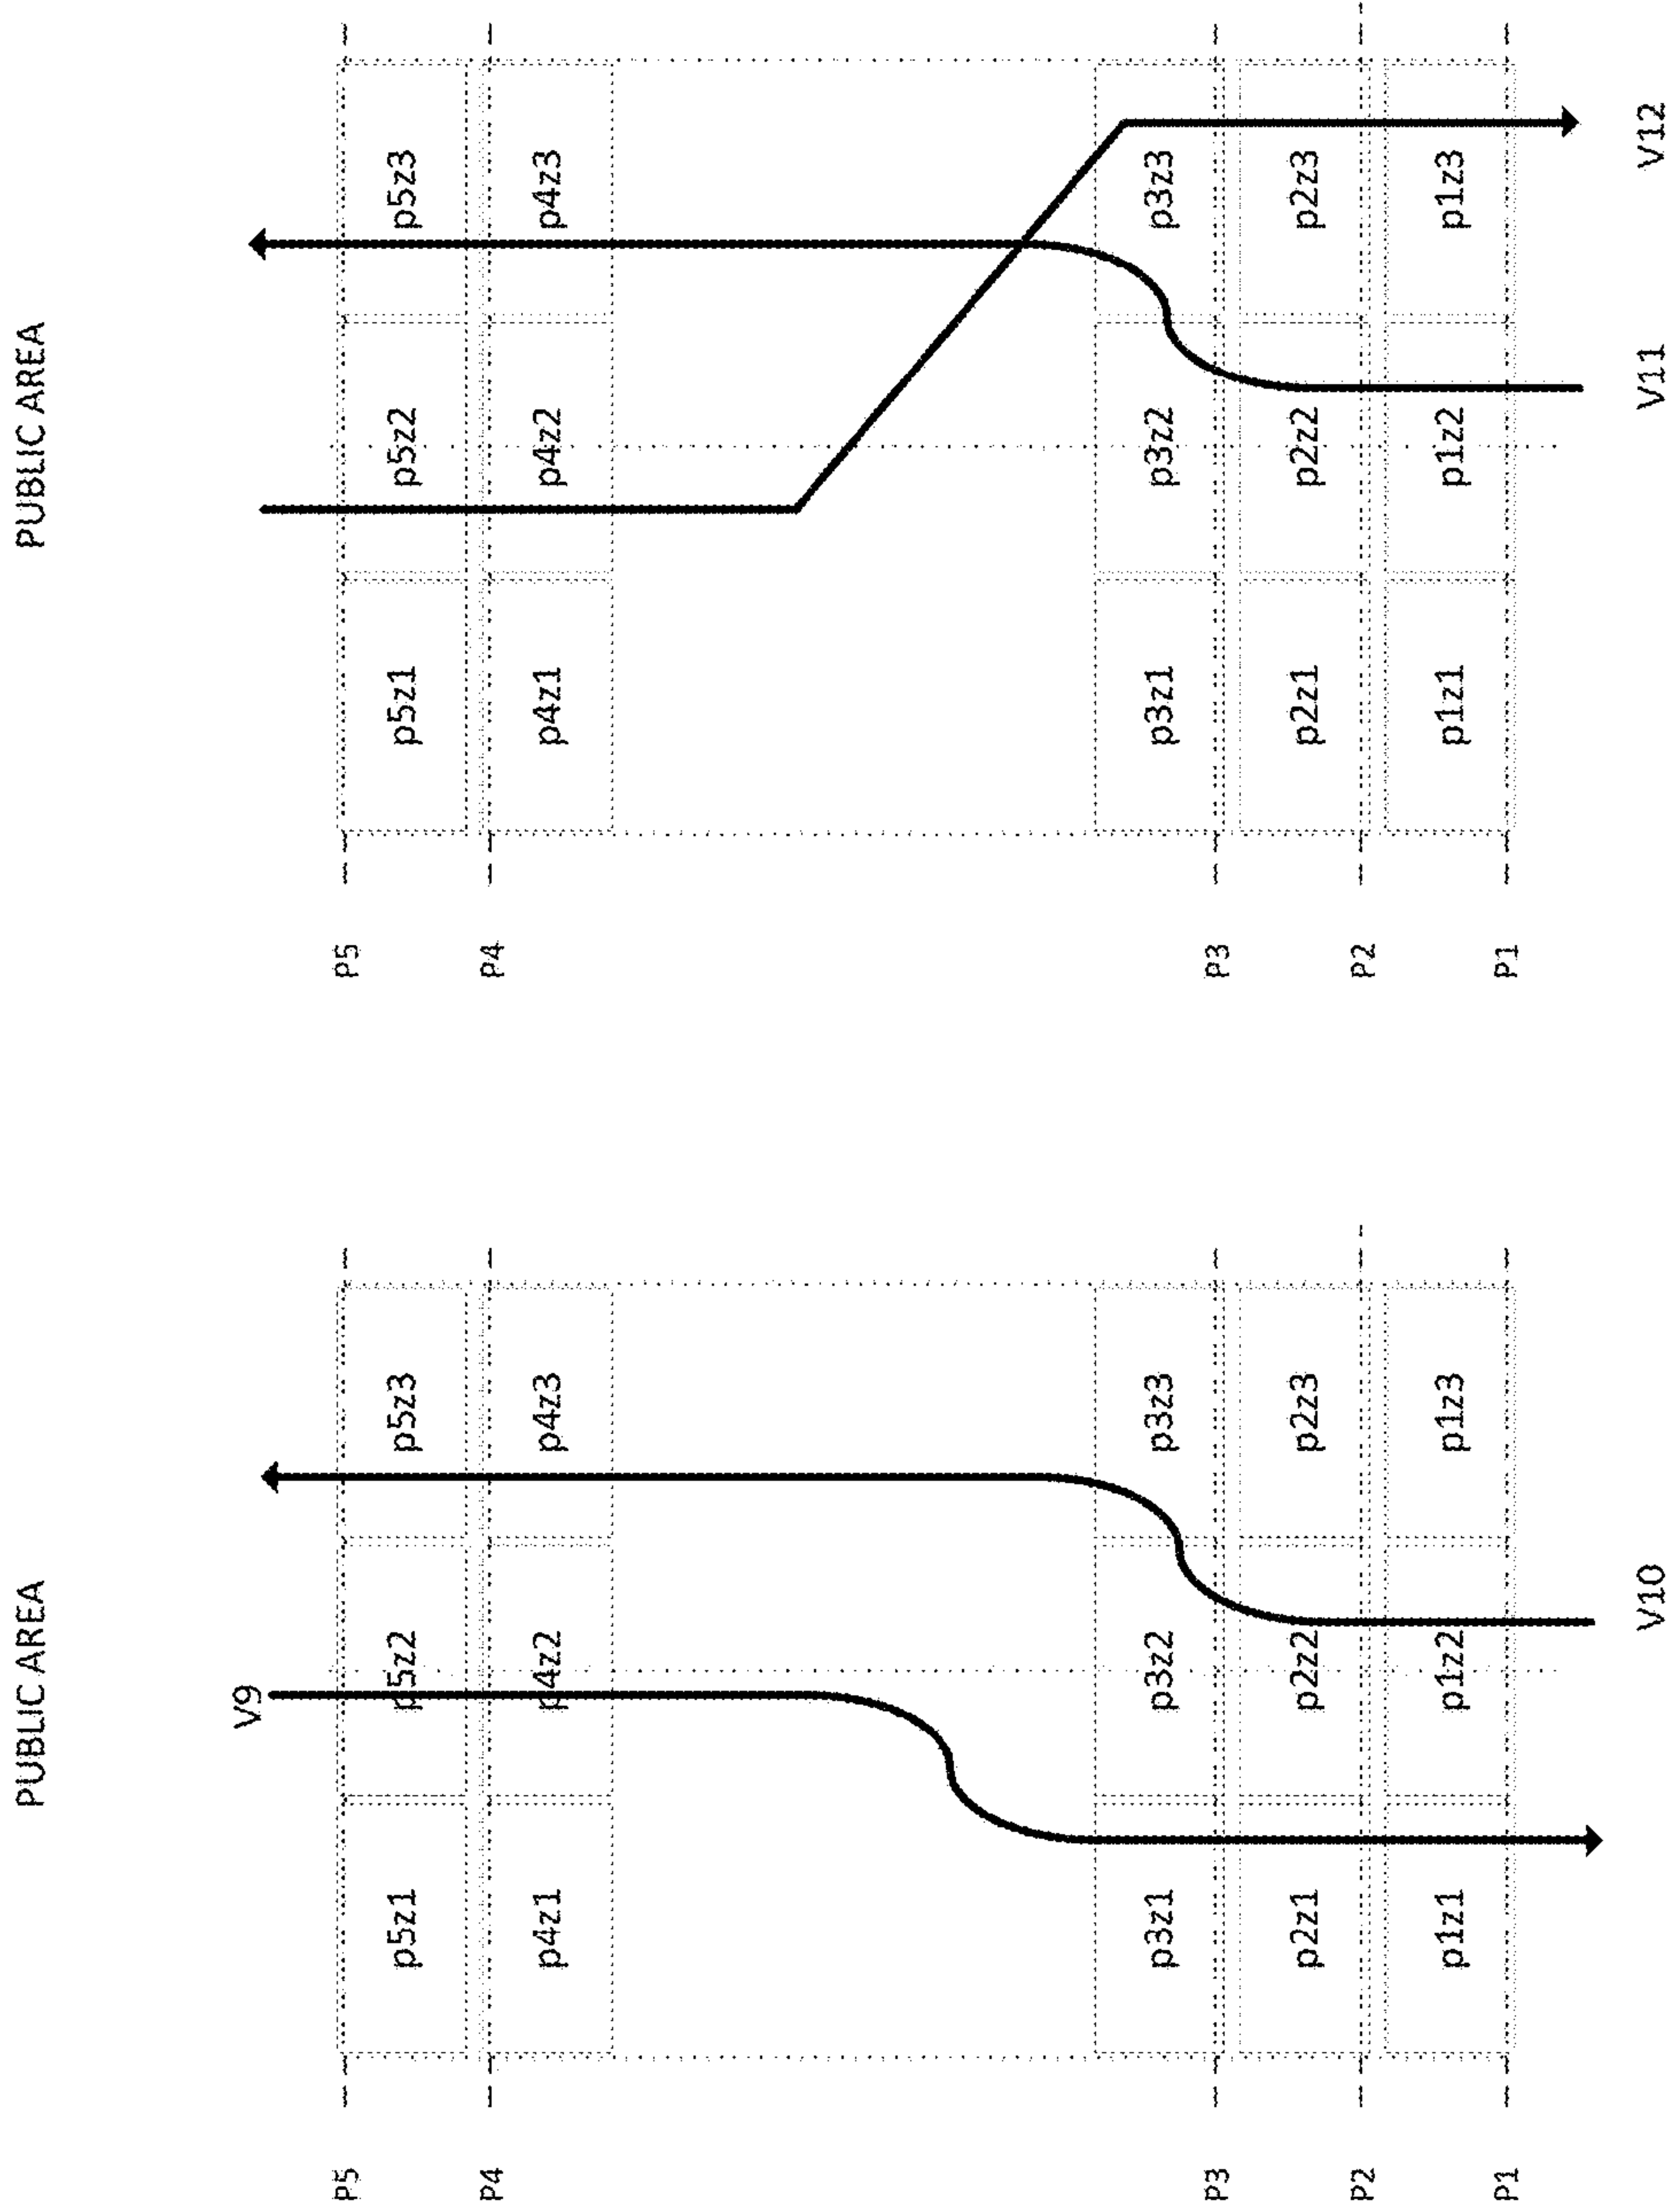 PUBLIC AREA
V9
P5 p5z1 p5z2 p5z3
P4 p4z1 p4z2 p4z3
P3 p3z1 p3z2 p3z3
P2 p2z1 p2z2 p2z3
P1 p1z1 p1z2 p1z3
V10
PUBLIC AREA
P5 p5z1 p5z2 p5z3
P4 p4z1 p4z2 p4z3
P3 p3z1 p3z2 p3z3
P2 p2z1 p2z2 p2z3
P1 p1z1 p1z2 p1z3
V11 V12